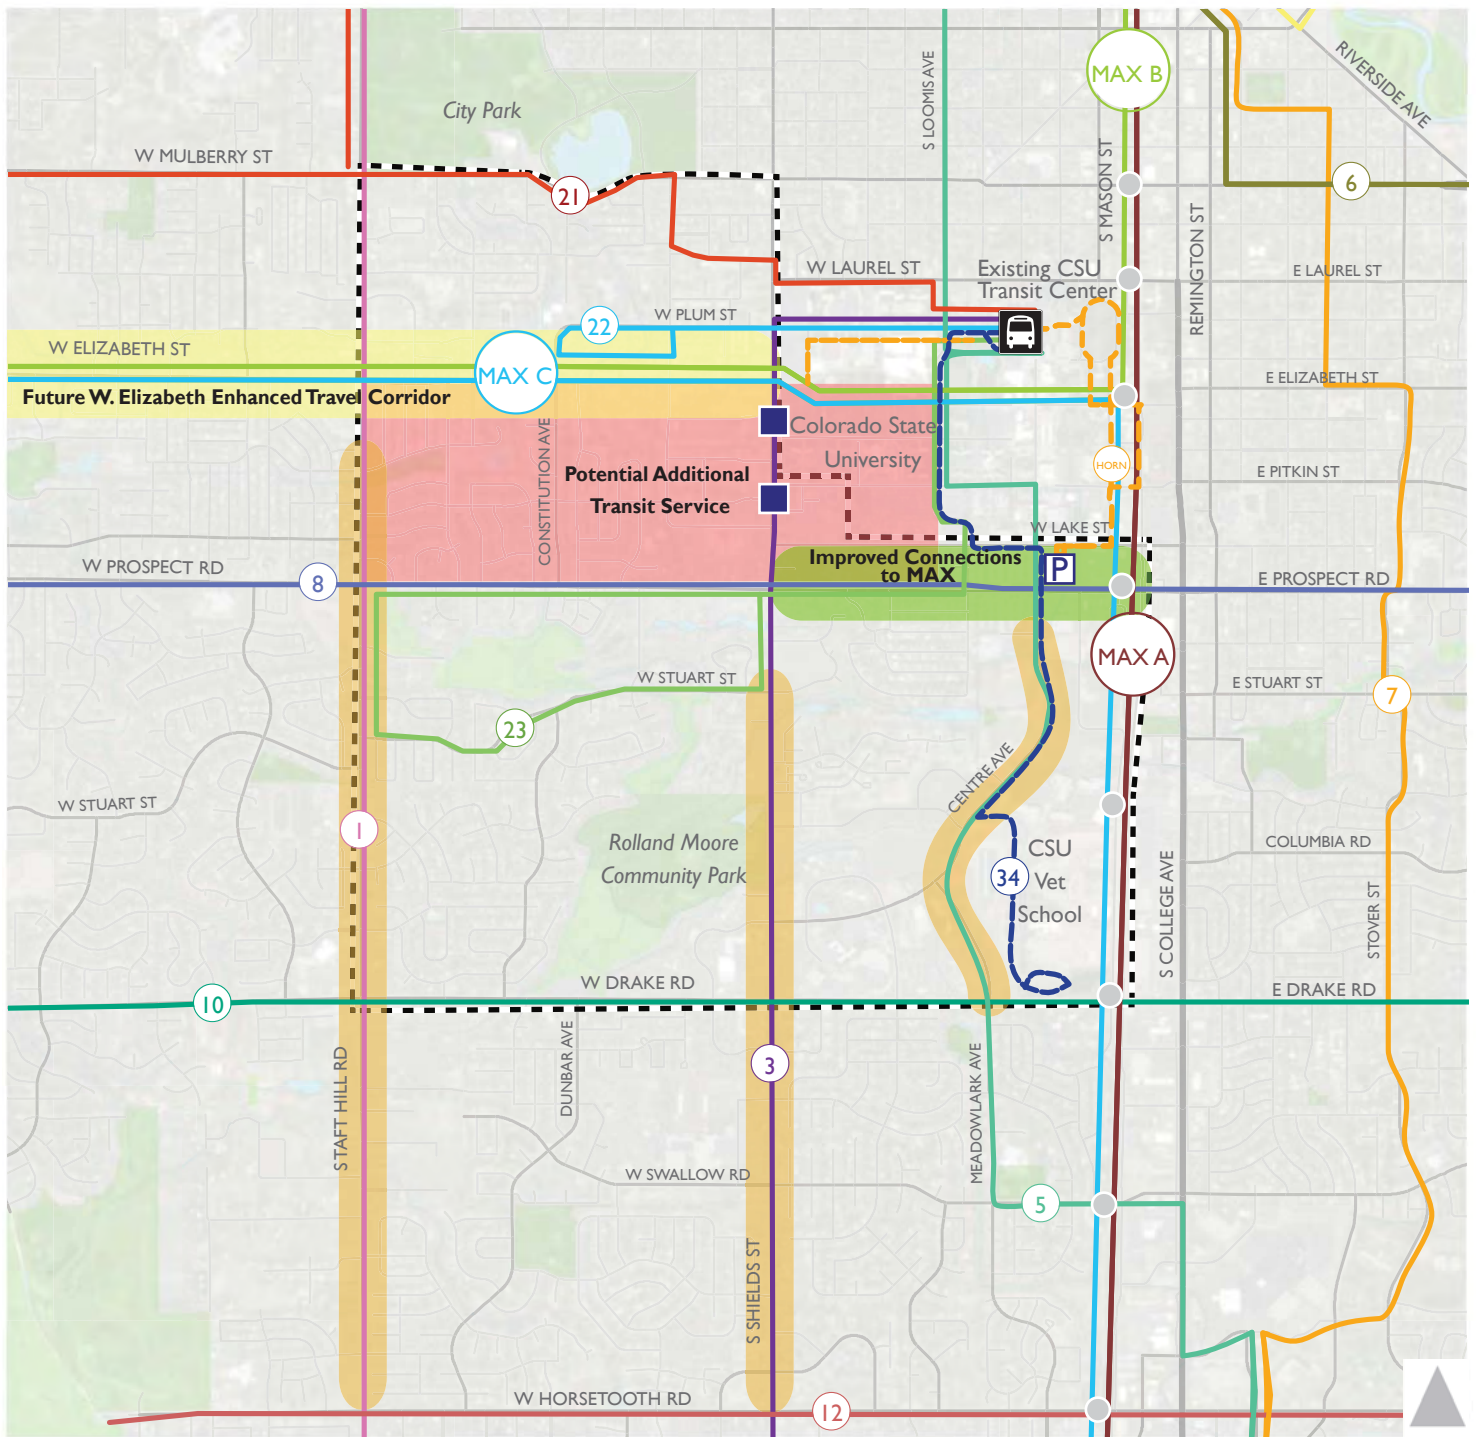 MAX B
RIVERSIDE AVE
City Park
S LOOMIS AVE
W MULBERRY ST
S MASON ST
21
6
REMINGTON ST
W LAUREL ST
Existing CSU
Transit Center
E LAUREL ST
W PLUM ST
22
W ELIZABETH ST
MAX C
E ELIZABETH ST
Future W. Elizabeth Enhanced Travel Corridor
Colorado State
University
CONSTITUTION AVE
Potential Additional
Transit Service
HORN
E PITKIN ST
W LAKE ST
W PROSPECT RD
8
Improved Connections
to MAX
P
E PROSPECT RD
MAX A
W STUART ST
E STUART ST
7
23
CENTRE AVE
W STUART ST
1
Rolland Moore
Community Park
COLUMBIA RD
CSU
Vet
School
34
S COLLEGE AVE
STOVER ST
W DRAKE RD
E DRAKE RD
10
DUNBAR AVE
3
MEADOWLARK AVE
S TAFT HILL RD
W SWALLOW RD
5
S SHIELDS ST
W HORSETOOTH RD
12